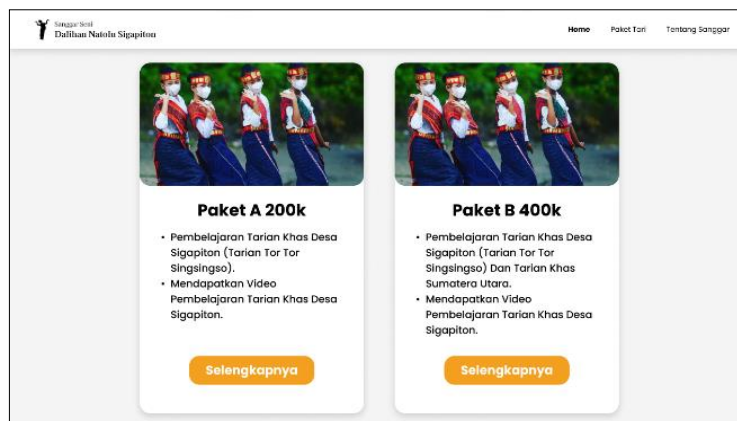 Sanggar Seni
Dalihan Natolu Sigapiton
Home Paket Tari Tentang Sanggar
Paket A 200k
• Pembelajaran Tarian Khas Desa
Sigapiton (Tarian Tor Tor
Singsingso).
• Mendapatkan Video
Pembelajaran Tarian Khas Desa
Sigapiton.
Selengkapnya
Paket B 400k
• Pembelajaran Tarian Khas Desa
Sigapiton (Tarian Tor Tor
Singsingso) Dan Tarian Khas
Sumatera Utara.
• Mendapatkan Video
Pembelajaran Tarian Khas Desa
Sigapiton.
Selengkapnya